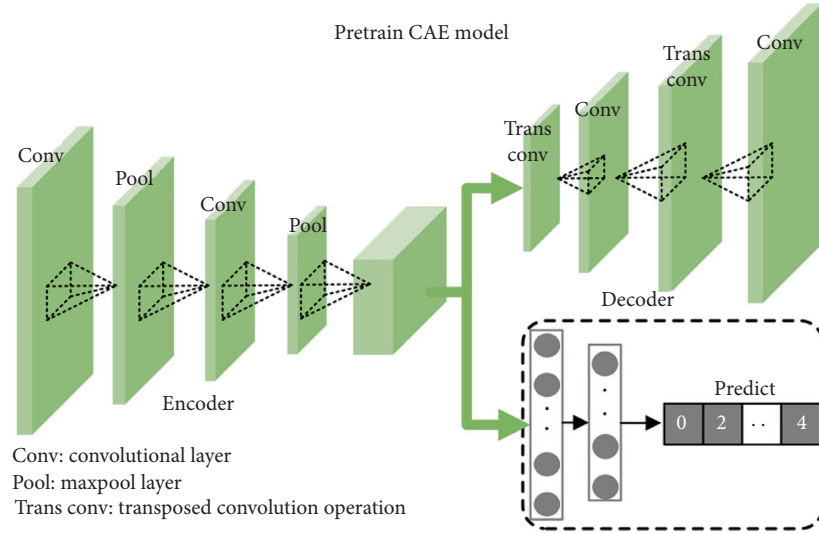 Pretrain CAE model
Conv
Pool
Conv
Pool
Encoder
Trans
conv
Conv
Trans
conv
Conv
Decoder
Predict
0 2 . . 4
Conv: convolutional layer
Pool: maxpool layer
Trans conv: transposed convolution operation